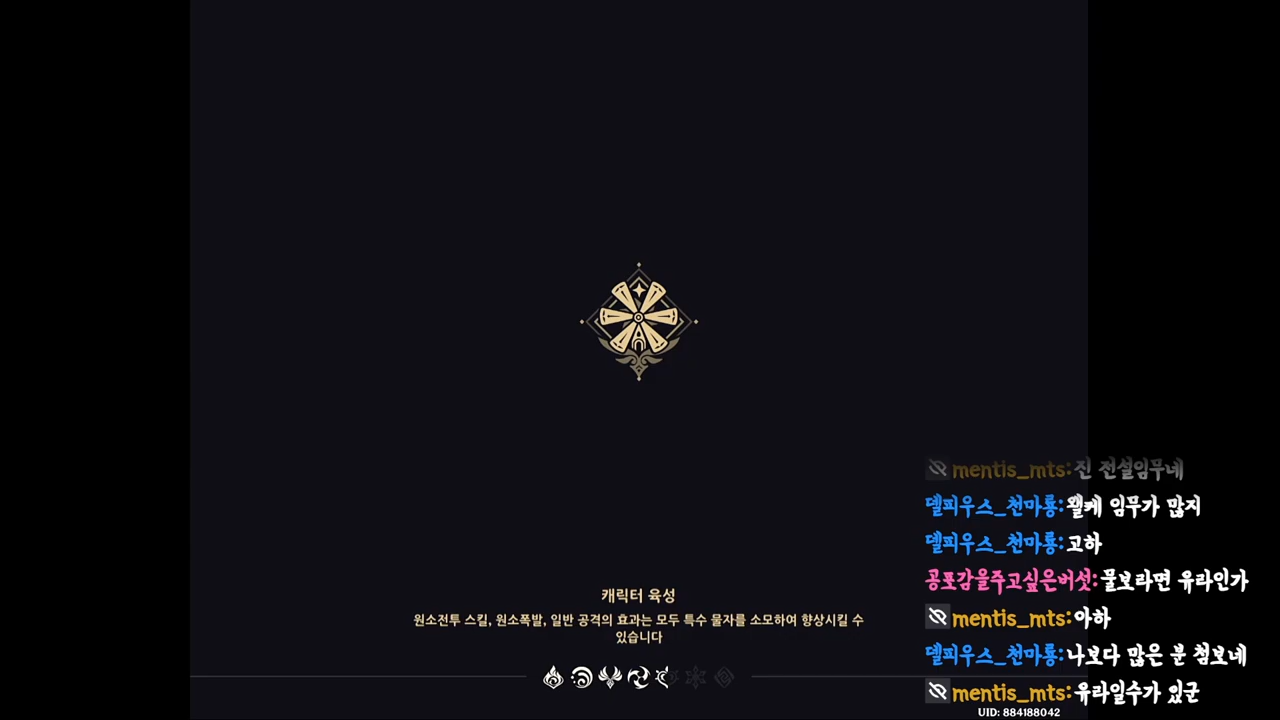 mentis_mts:진 전설임무네
델피우스_천마룡:왤케 임무가 많지
델피우스_천마룡:고하
공포감을주고싶은버섯:물보라면 유라인가
캐릭터 육성
원소전투 스킬, 원소폭발, 일반 공격의 효과는 모두 특수 물자를 소모하여 향상시킬 수
있습니다
mentis_mts:아하
델피우스_천마룡:나보다 많은 분 첨보네
mentis_mts:유라일수가 있군
UID: 884188042